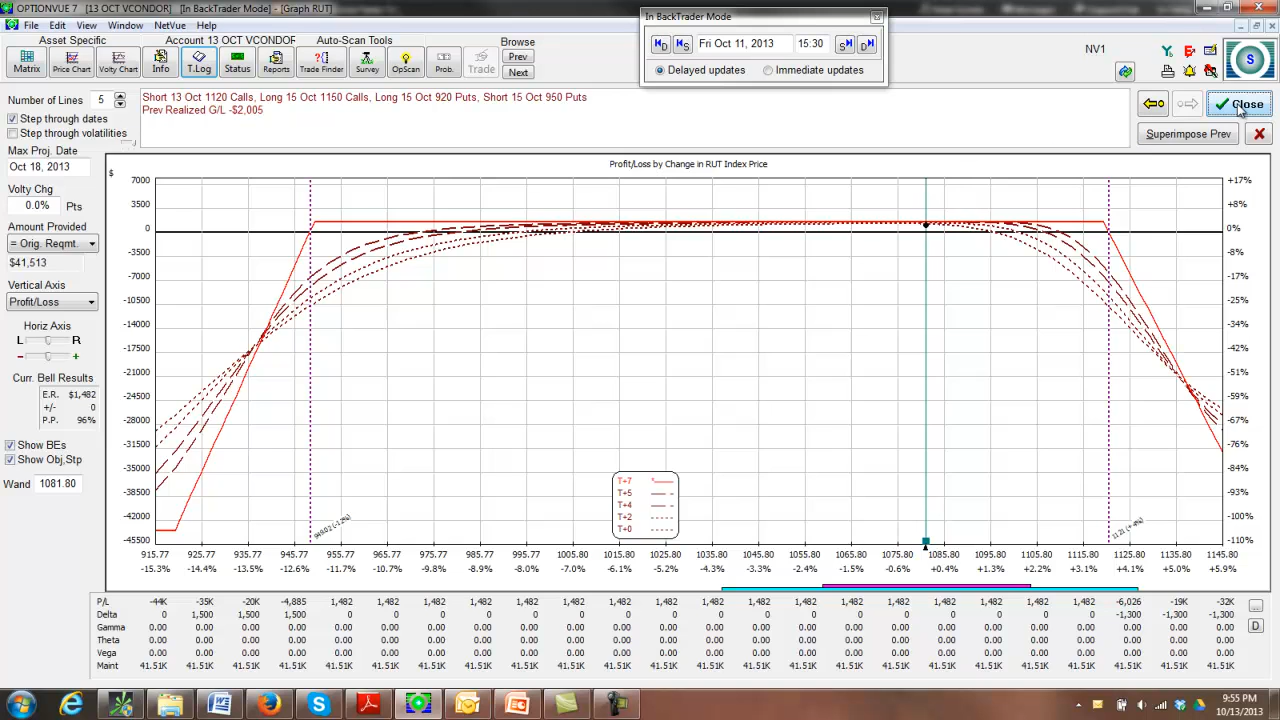 OPTIONVUE 7 [13 OCT VCONDOR] [In BackTrader Mode] - [Graph RUT]
File Edit View Window NetVue Help
Asset Specific Account 13 OCT VCONDOF Auto-Scan Tools Browse
Matrix Price Chart Volty Chart Info T.Log Status Reports Trade Finder Survey OpScan Prob. Trade Prev Next
In BackTrader Mode
D S Fri Oct 11, 2013 15:30 S D
Delayed updates Immediate updates
NV1
S
Number of Lines 5
Step through dates
Step through volatilities
Max Proj. Date
Oct 18, 2013
Volty Chg
0.0% Pts
Amount Provided
= Orig. Reqmt.
$41,513
Vertical Axis
Profit/Loss
Horiz Axis
L R
- +
Curr. Bell Results
E.R. $1,482
+/- 0
P.P. 96%
Show BEs
Show Obj,Stp
Wand 1081.80
Short 13 Oct 1120 Calls, Long 15 Oct 1150 Calls, Long 15 Oct 920 Puts, Short 15 Oct 950 Puts
Prev Realized G/L -$2,005
Close
Superimpose Prev
Profit/Loss by Change in RUT Index Price
$
7000 +17%
3500 +8%
0 0%
-3500 -8%
-7000 -17%
-10500 -25%
-14000 -34%
-17500 -42%
-21000 -51%
-24500 -59%
-28000 -67%
-31500 -76%
-35000 -84%
-38500 -93%
-42000 -100%
-45500 -110%
T+7
T+5
T+4
T+2
T+0
915.77 925.77 935.77 945.77 955.77 965.77 975.77 985.77 995.77 1005.80 1015.80 1025.80 1035.80 1045.80 1055.80 1065.80 1075.80 1085.80 1095.80 1105.80 1115.80 1125.80 1135.80 1145.80
-15.3% -14.4% -13.5% -12.6% -11.7% -10.7% -9.8% -8.9% -8.0% -7.0% -6.1% -5.2% -4.3% -3.3% -2.4% -1.5% -0.6% +0.4% +1.3% +2.2% +3.1% +4.1% +5.0% +5.9%
P/L -44K -35K -20K -4,885 1,482 1,482 1,482 1,482 1,482 1,482 1,482 1,482 1,482 1,482 1,482 1,482 1,482 1,482 1,482 1,482 1,482 -6,026 -19K -32K
Delta 0 1,500 1,500 1,500 0 0 0 0 0 0 0 0 0 0 0 0 0 0 0 0 0 -1,300 -1,300 -1,300
Gamma 0.00 0.00 0.00 0.00 0.00 0.00 0.00 0.00 0.00 0.00 0.00 0.00 0.00 0.00 0.00 0.00 0.00 0.00 0.00 0.00 0.00 0.00 0.00 0.00
Theta 0.00 0.00 0.00 0.00 0.00 0.00 0.00 0.00 0.00 0.00 0.00 0.00 0.00 0.00 0.00 0.00 0.00 0.00 0.00 0.00 0.00 0.00 0.00 0.00
Vega 0.00 0.00 0.00 0.00 0.00 0.00 0.00 0.00 0.00 0.00 0.00 0.00 0.00 0.00 0.00 0.00 0.00 0.00 0.00 0.00 0.00 0.00 0.00 0.00
Maint 41.51K 41.51K 41.51K 41.51K 41.51K 41.51K 41.51K 41.51K 41.51K 41.51K 41.51K 41.51K 41.51K 41.51K 41.51K 41.51K 41.51K 41.51K 41.51K 41.51K 41.51K 41.51K 41.51K 41.51K
...
D
9:55 PM
10/13/2013